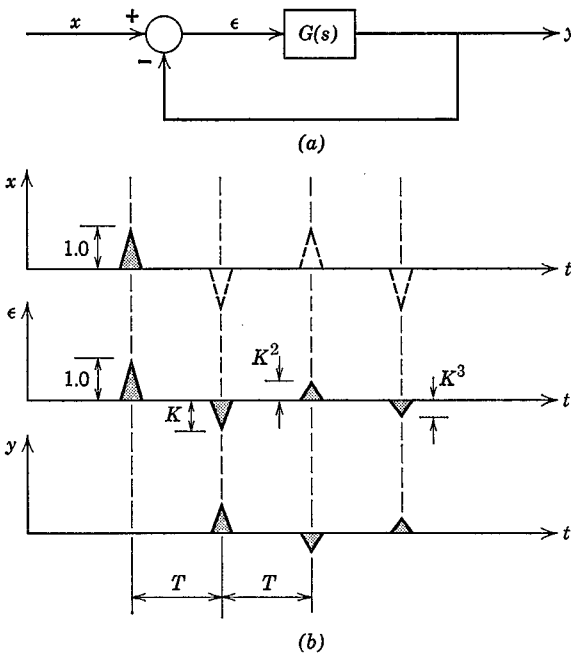 x + ϵ G(s) y
−
(a)
x
1.0
t
ϵ
1.0 K K² K³
t
y
t
T T
(b)